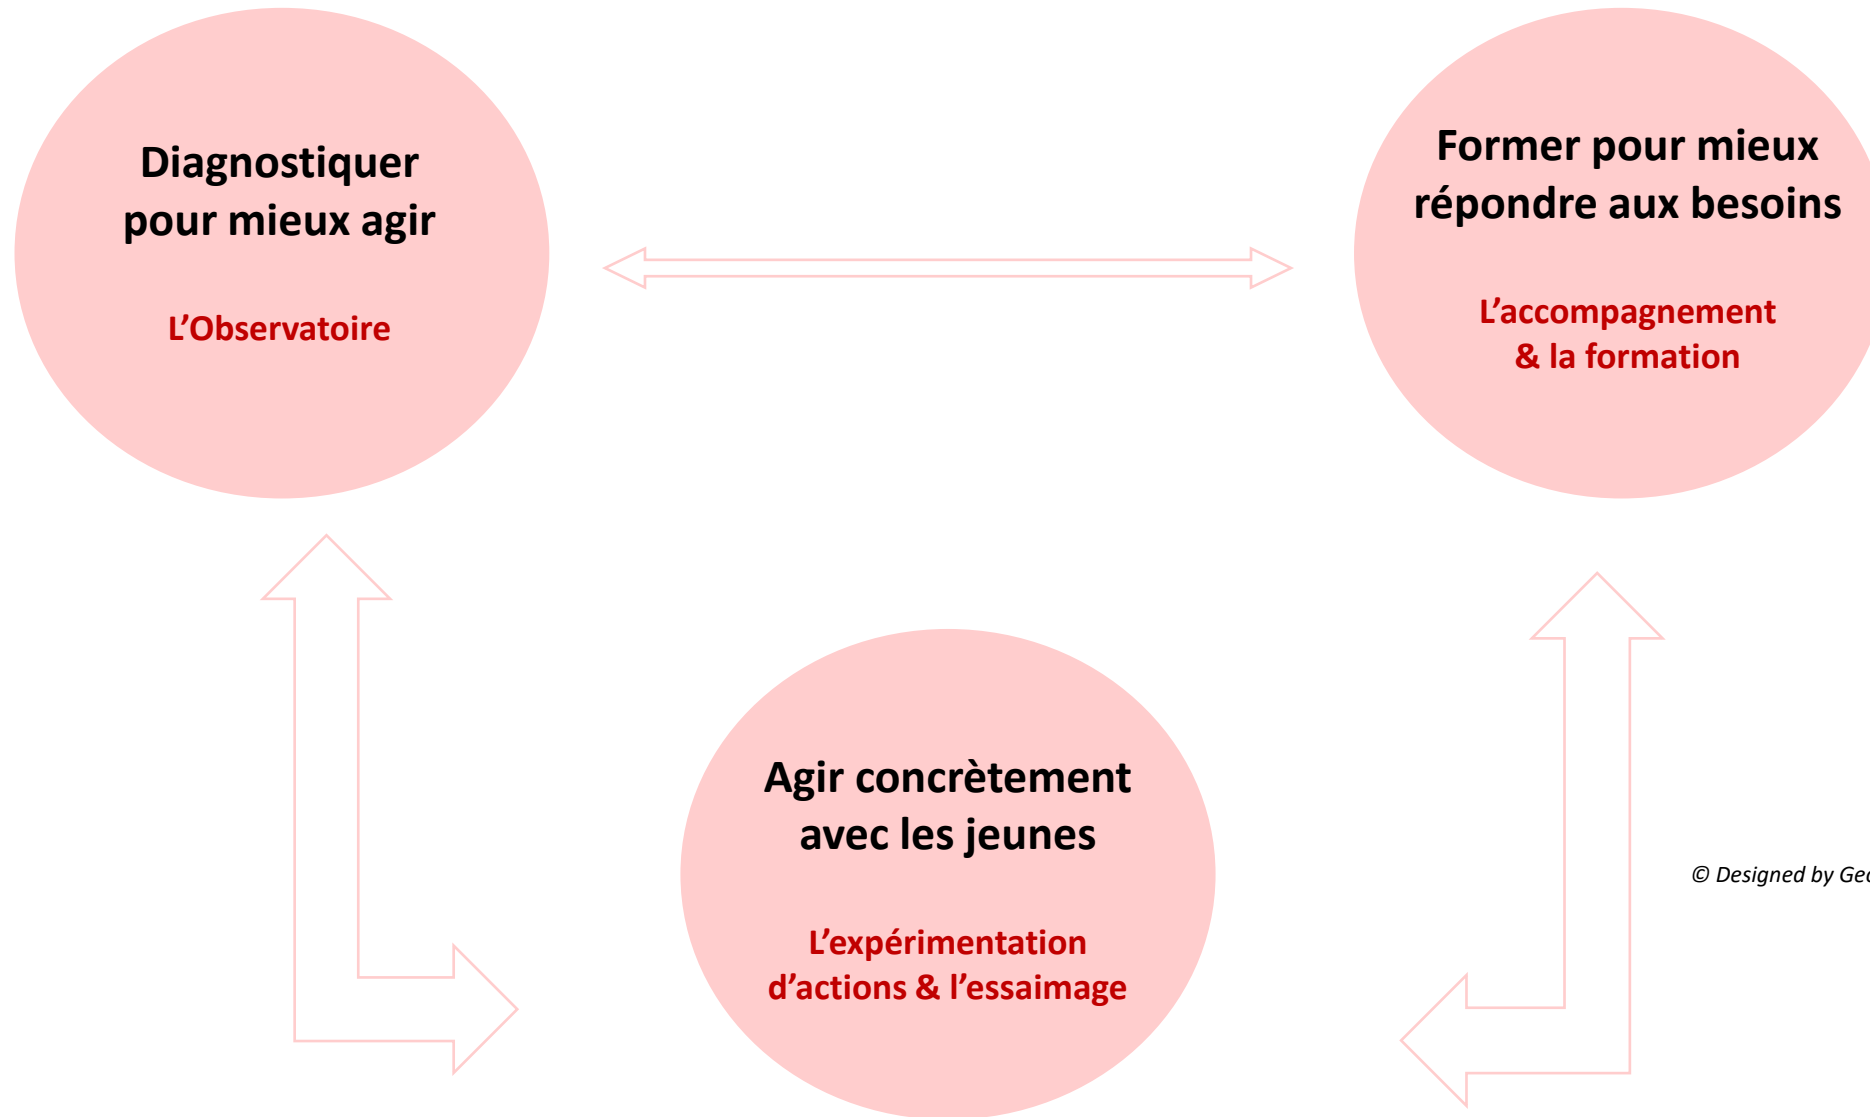 Diagnostiquer
pour mieux agir
L’Observatoire
Former pour mieux
répondre aux besoins
L’accompagnement
& la formation
Agir concrètement
avec les jeunes
L’expérimentation
d’actions & l’essaimage
© Designed by